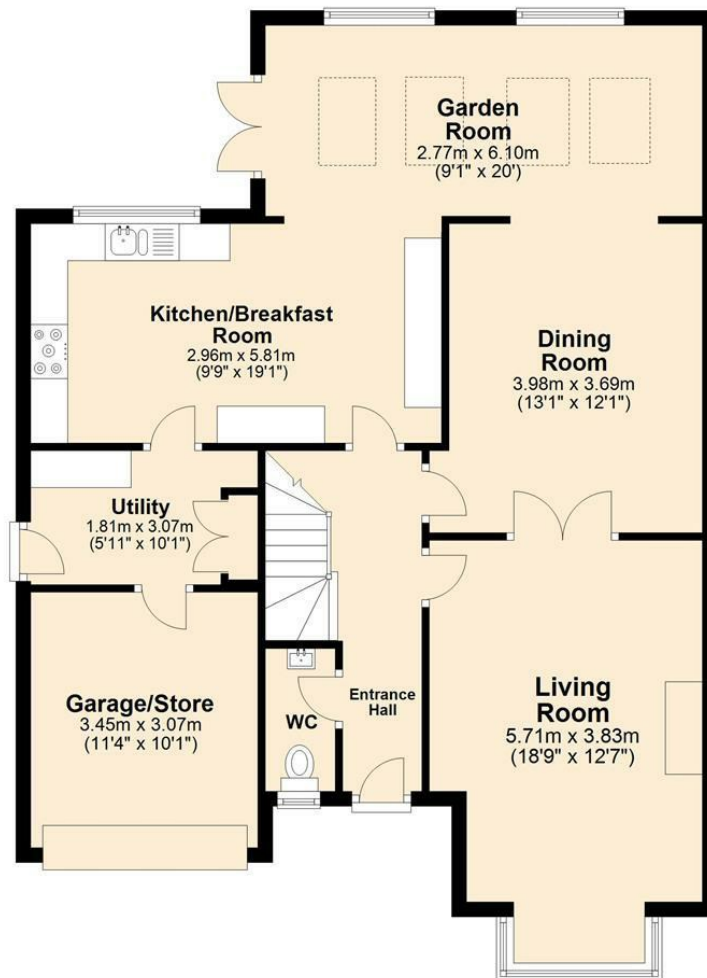 Garden
Room
2.77m x 6.10m
(9'1" x 20')
Kitchen/Breakfast
Room
2.96m x 5.81m
(9'9" x 19'1")
Dining
Room
3.98m x 3.69m
(13'1" x 12'1")
Utility
1.81m x 3.07m
(5'11" x 10'1")
Garage/Store
3.45m x 3.07m
(11'4" x 10'1")
WC
Entrance
Hall
Living
Room
5.71m x 3.83m
(18'9" x 12'7")